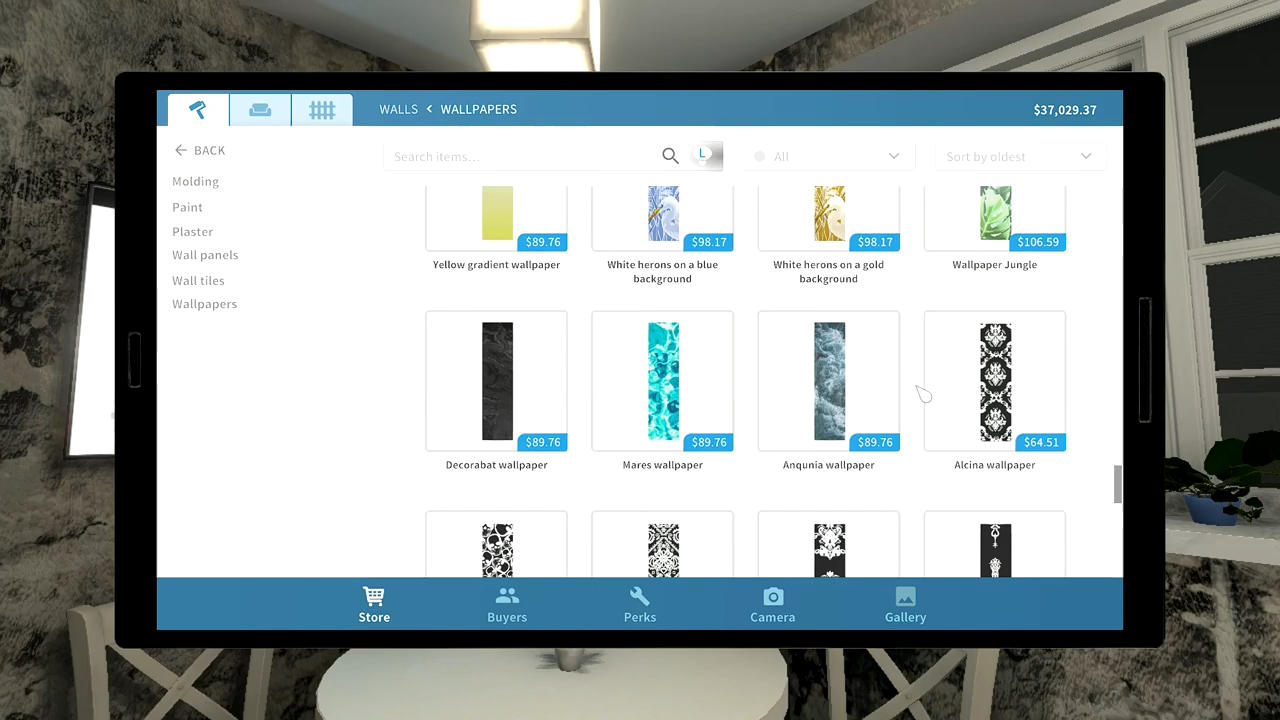 WALLS < WALLPAPERS
$37,029.37
BACK
Search items...
L
All
Sort by oldest
Molding
Paint
Plaster
Wall panels
Wall tiles
Wallpapers
$89.76
$98.17
$98.17
$106.59
Yellow gradient wallpaper
White herons on a blue
background
White herons on a gold
background
Wallpaper Jungle
$89.76
$89.76
$89.76
$64.51
Decorabat wallpaper
Mares wallpaper
Anqunia wallpaper
Alcina wallpaper
Store
Buyers
Perks
Camera
Gallery